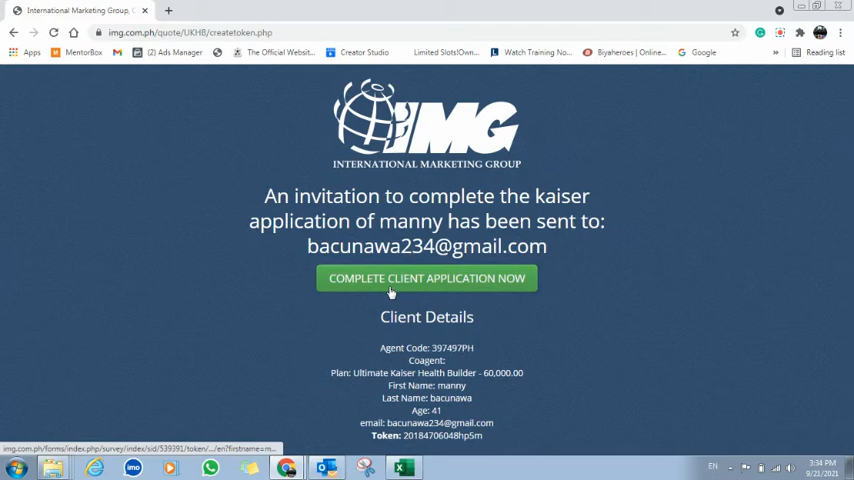 International Marketing Group, C
img.com.ph/quote/UKHB/createtoken.php
Apps
MentorBox
(2) Ads Manager
The Official Websit...
Creator Studio
Limited Slots!Own...
Watch Training No...
Biyaheroes | Online...
Google
»
Reading list
IMG
INTERNATIONAL MARKETING GROUP
An invitation to complete the kaiser
application of manny has been sent to:
bacunawa234@gmail.com
COMPLETE CLIENT APPLICATION NOW
Client Details
Agent Code: 397497PH
Coagent:
Plan: Ultimate Kaiser Health Builder - 60,000.00
First Name: manny
Last Name: bacunawa
Age: 41
email: bacunawa234@gmail.com
Token: 20184706048hp5m
img.com.ph/forms/index.php/survey/index/sid/539391/token/.../en?firstname=m...
imo
EN
3:34 PM
9/21/2021